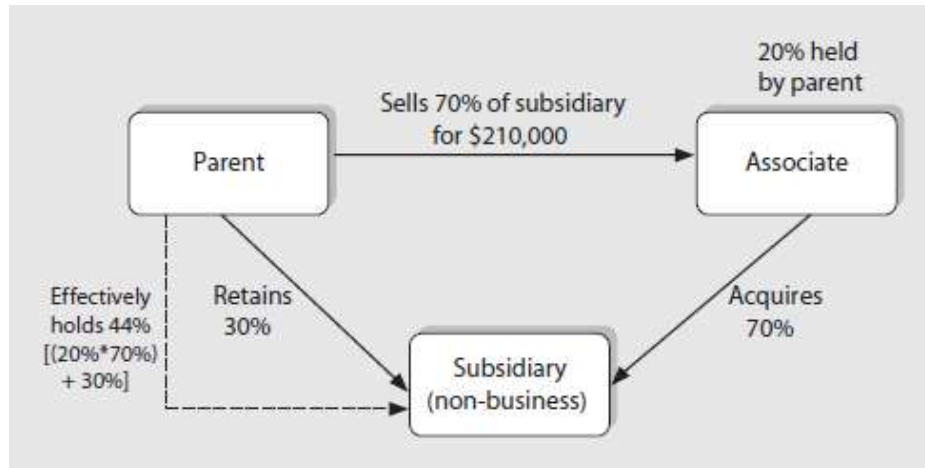 20% held
by parent
Sells 70% of subsidiary
for $210,000
Parent
Associate
Effectively
holds 44%
[(20%*70%)
+ 30%]
Retains
30%
Acquires
70%
Subsidiary
(non-business)